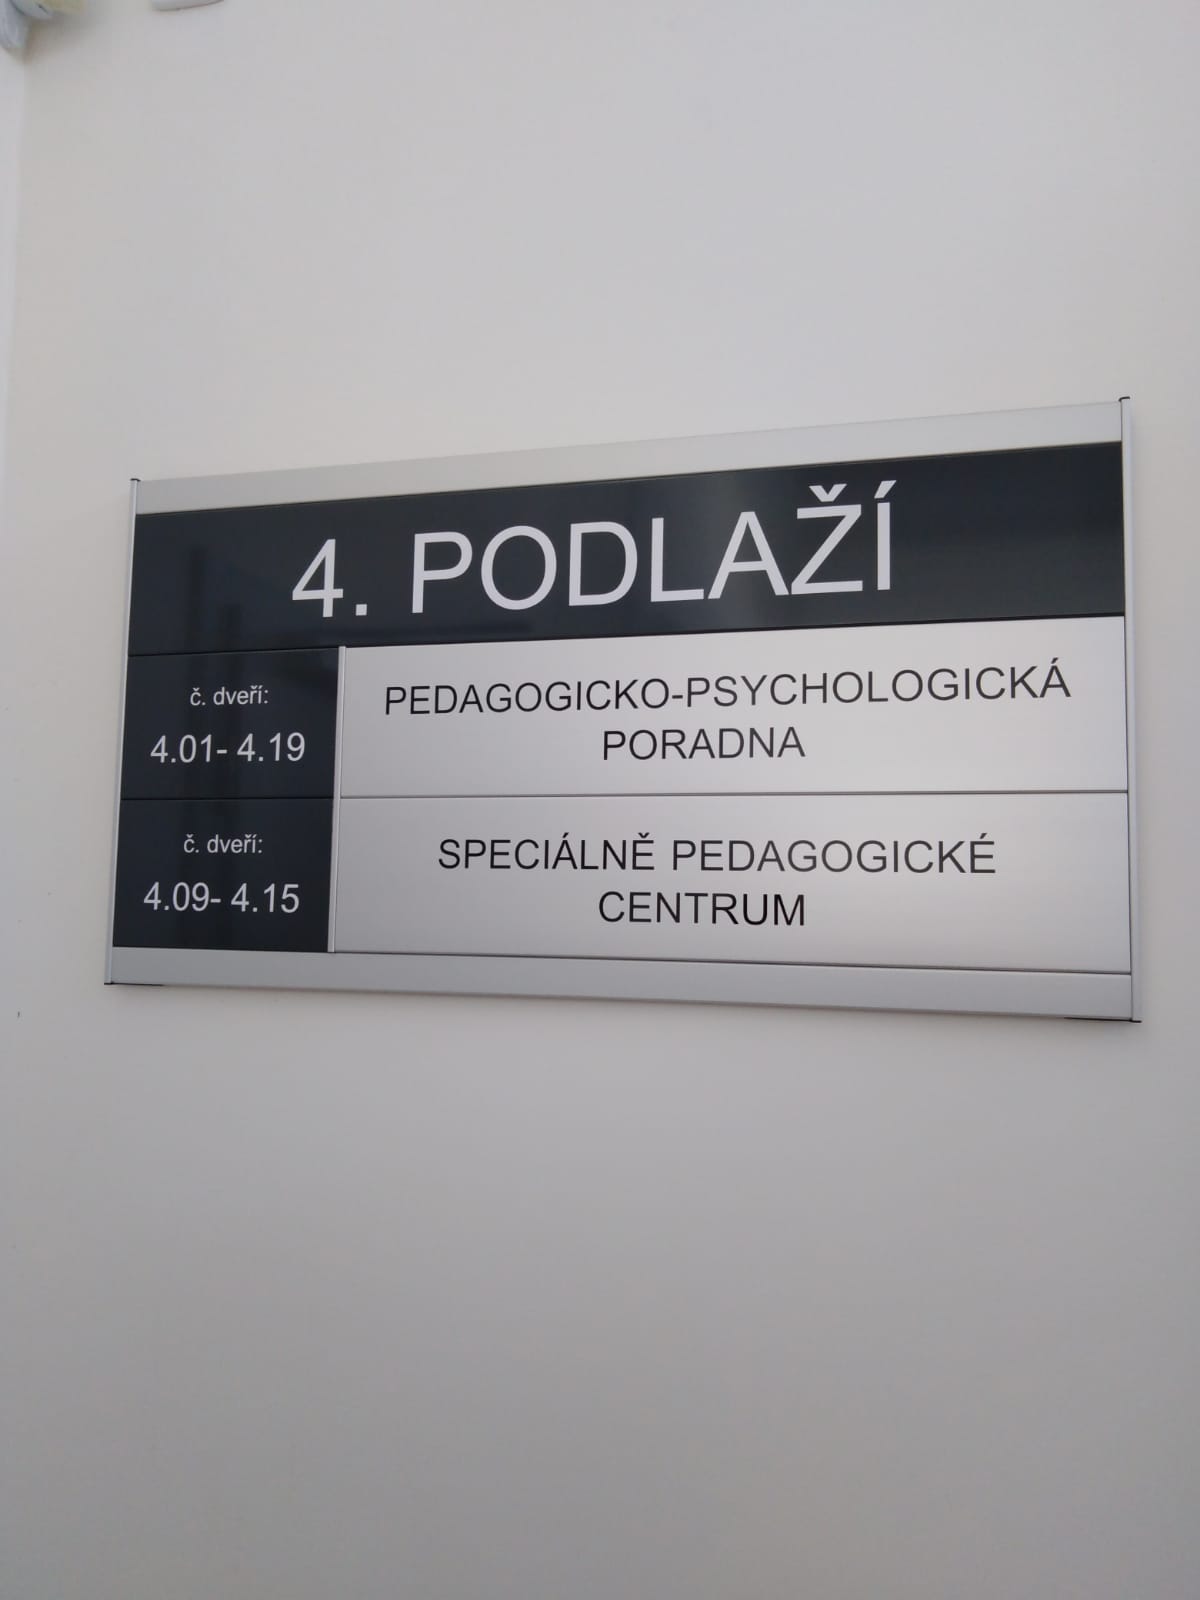 4. PODLAŽÍ
č. dveří:
4.01- 4.19
PEDAGOGICKO-PSYCHOLOGICKÁ
PORADNA
č. dveří:
4.09- 4.15
SPECIÁLNĚ PEDAGOGICKÉ
CENTRUM